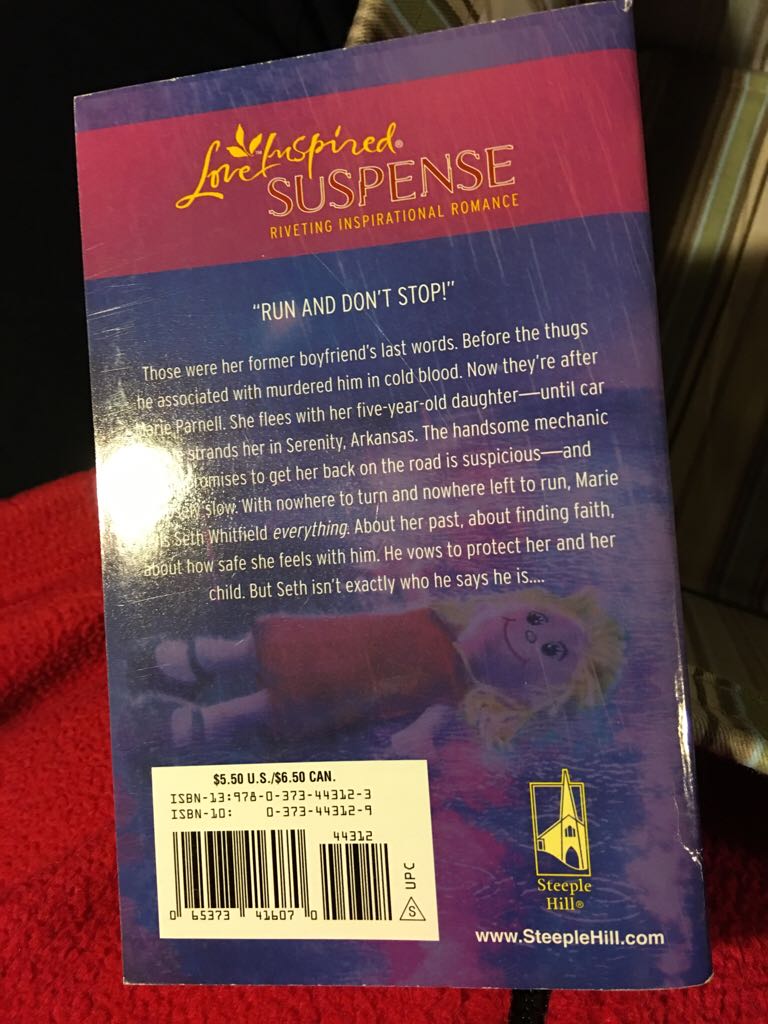 Love Inspired®
SUSPENSE
RIVETING INSPIRATIONAL ROMANCE
"RUN AND DON'T STOP!"
Those were her former boyfriend's last words. Before the thugs
he associated with murdered him in cold blood. Now they're after
Marie Parnell. She flees with her five-year-old daughter—until car
strands her in Serenity, Arkansas. The handsome mechanic
promises to get her back on the road is suspicious—and
slow. With nowhere to turn and nowhere left to run, Marie
Seth Whitfield everything. About her past, about finding faith,
about how safe she feels with him. He vows to protect her and her
child. But Seth isn't exactly who he says he is....
$5.50 U.S./$6.50 CAN.
ISBN-13:978-0-373-44312-3
ISBN-10: 0-373-44312-9
44312
0 65373 41607 0
S UPC
Steeple
Hill®
www.SteepleHill.com